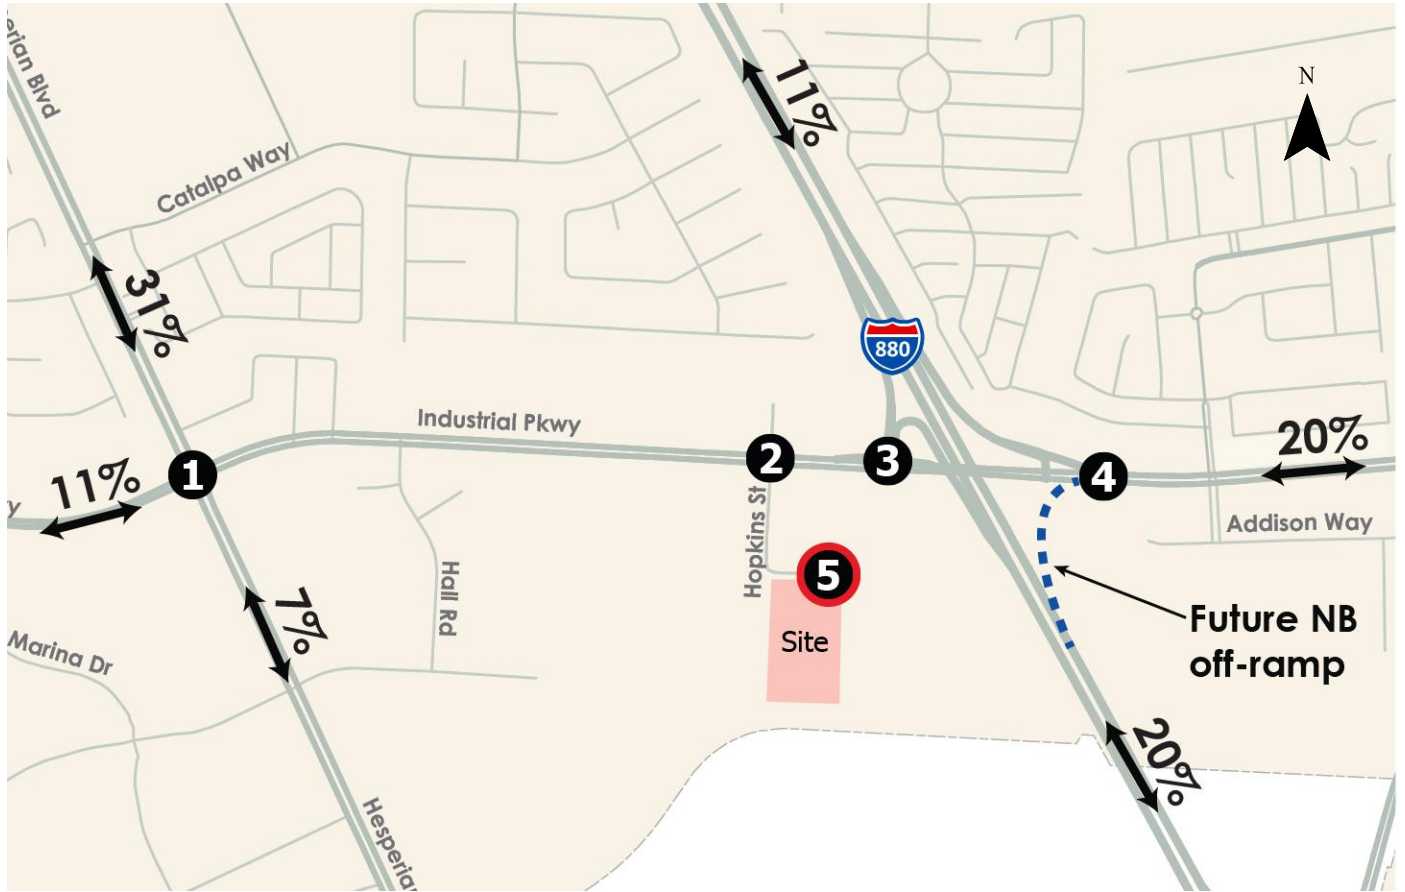 erian Blvd
11%
N
Catalpa Way
31%
880
Industrial Pkwy
20%
11%
1
2
3
4
y
Hopkins St
Addison Way
Hall Rd
5
7%
Future NB
off-ramp
Site
Marina Dr
20%
Hesperia